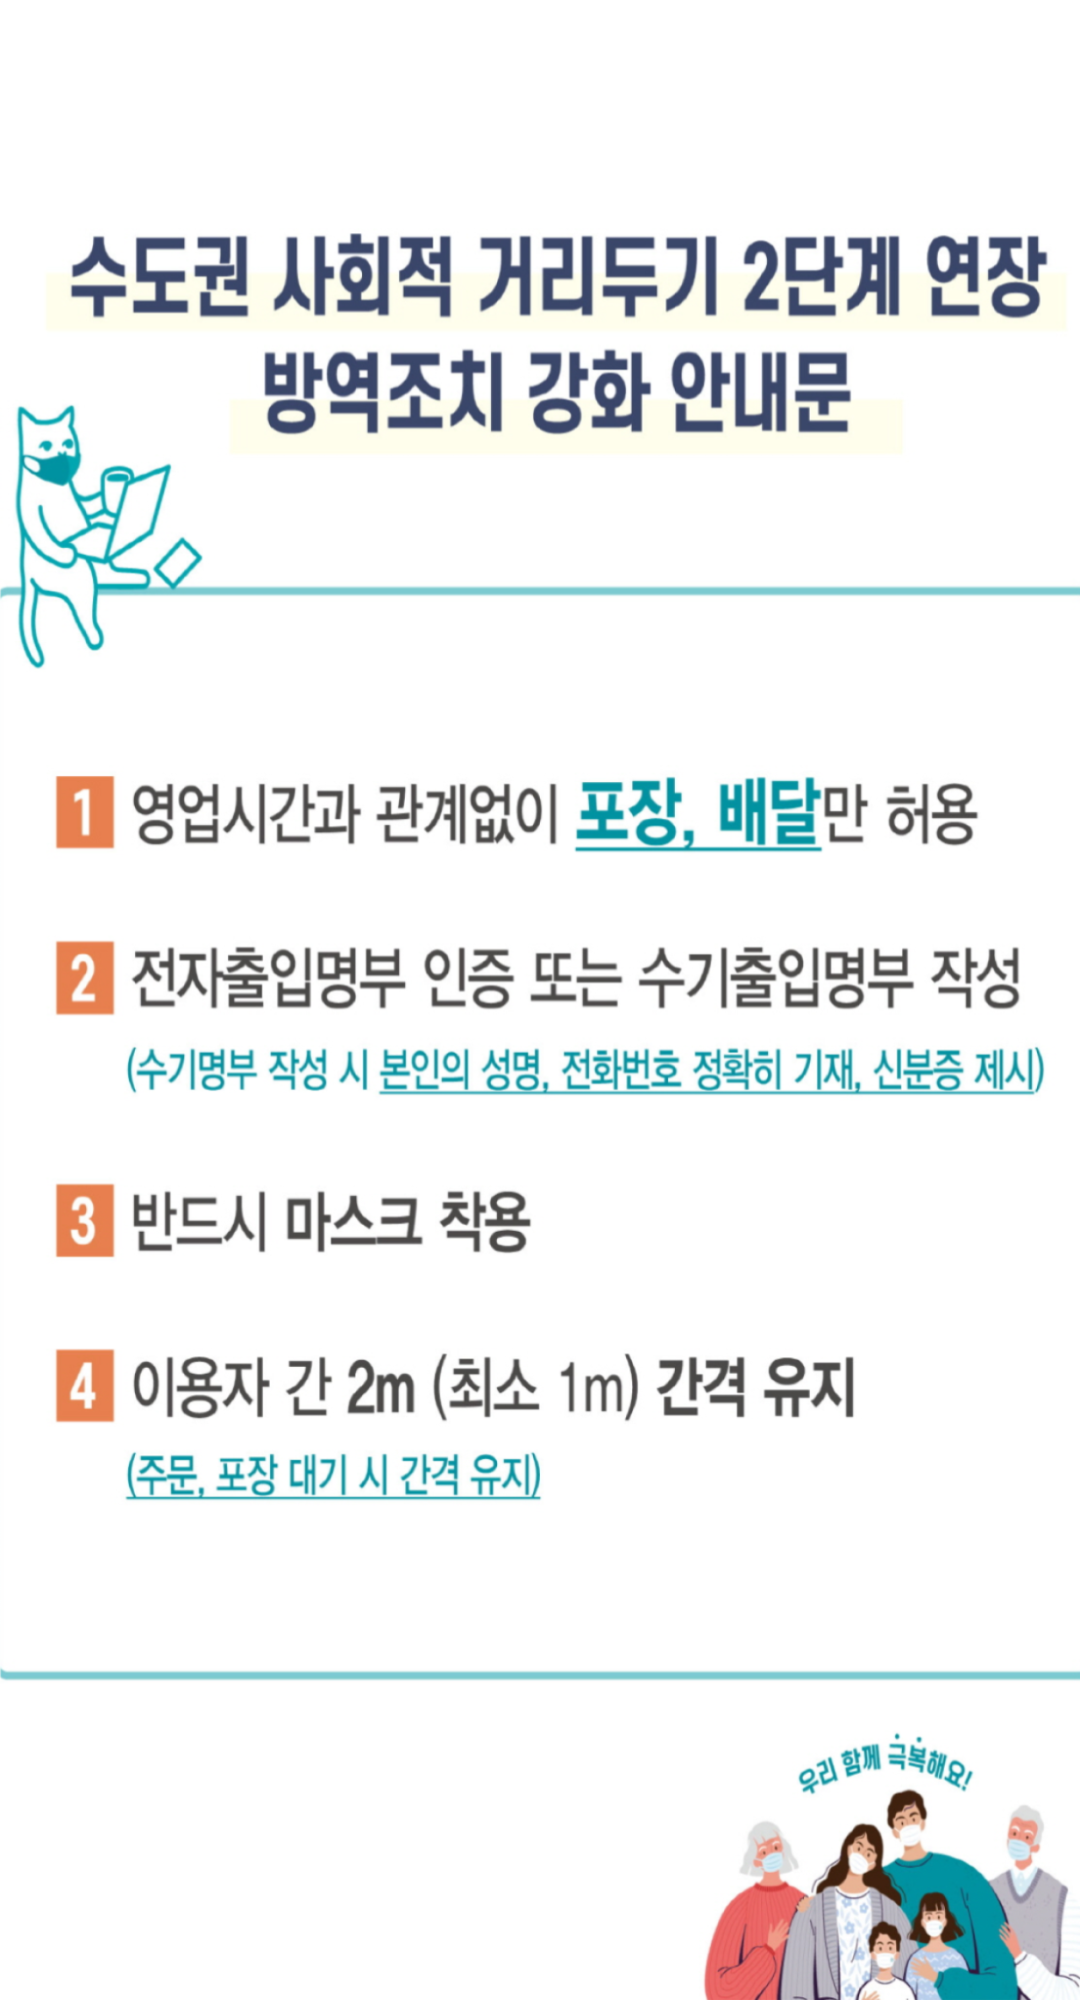 수도권 사회적 거리두기 2단계 연장
방역조치 강화 안내문
1 영업시간과 관계없이 포장, 배달만 허용
2 전자출입명부 인증 또는 수기출입명부 작성
(수기명부 작성 시 본인의 성명, 전화번호 정확히 기재, 신분증 제시)
3 반드시 마스크 착용
4 이용자 간 2m (최소 1m) 간격 유지
(주문, 포장 대기 시 간격 유지)
우리 함께 극복해요!